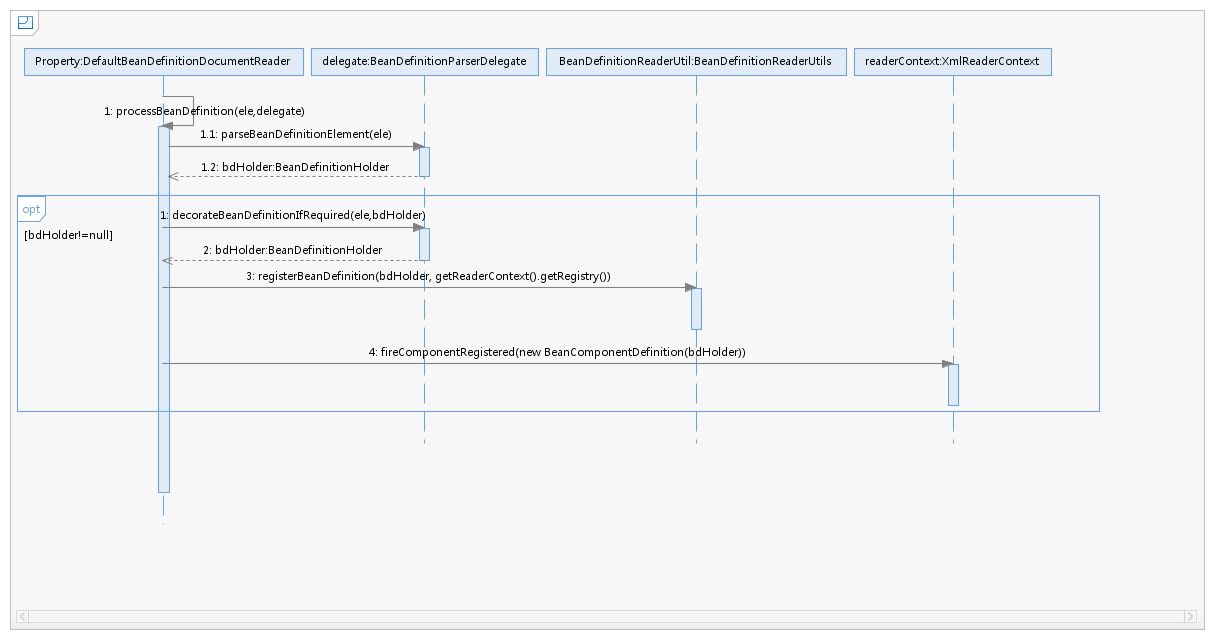 Property:DefaultBeanDefinitionDocumentReader
delegate:BeanDefinitionParserDelegate
BeanDefinitionReaderUtil:BeanDefinitionReaderUtils
readerContext:XmlReaderContext
1: processBeanDefinition(ele,delegate)
1.1: parseBeanDefinitionElement(ele)
1.2: bdHolder:BeanDefinitionHolder
opt
1: decorateBeanDefinitionIfRequired(ele,bdHolder)
[bdHolder!=null]
2: bdHolder:BeanDefinitionHolder
3: registerBeanDefinition(bdHolder, getReaderContext().getRegistry())
4: fireComponentRegistered(new BeanComponentDefinition(bdHolder))